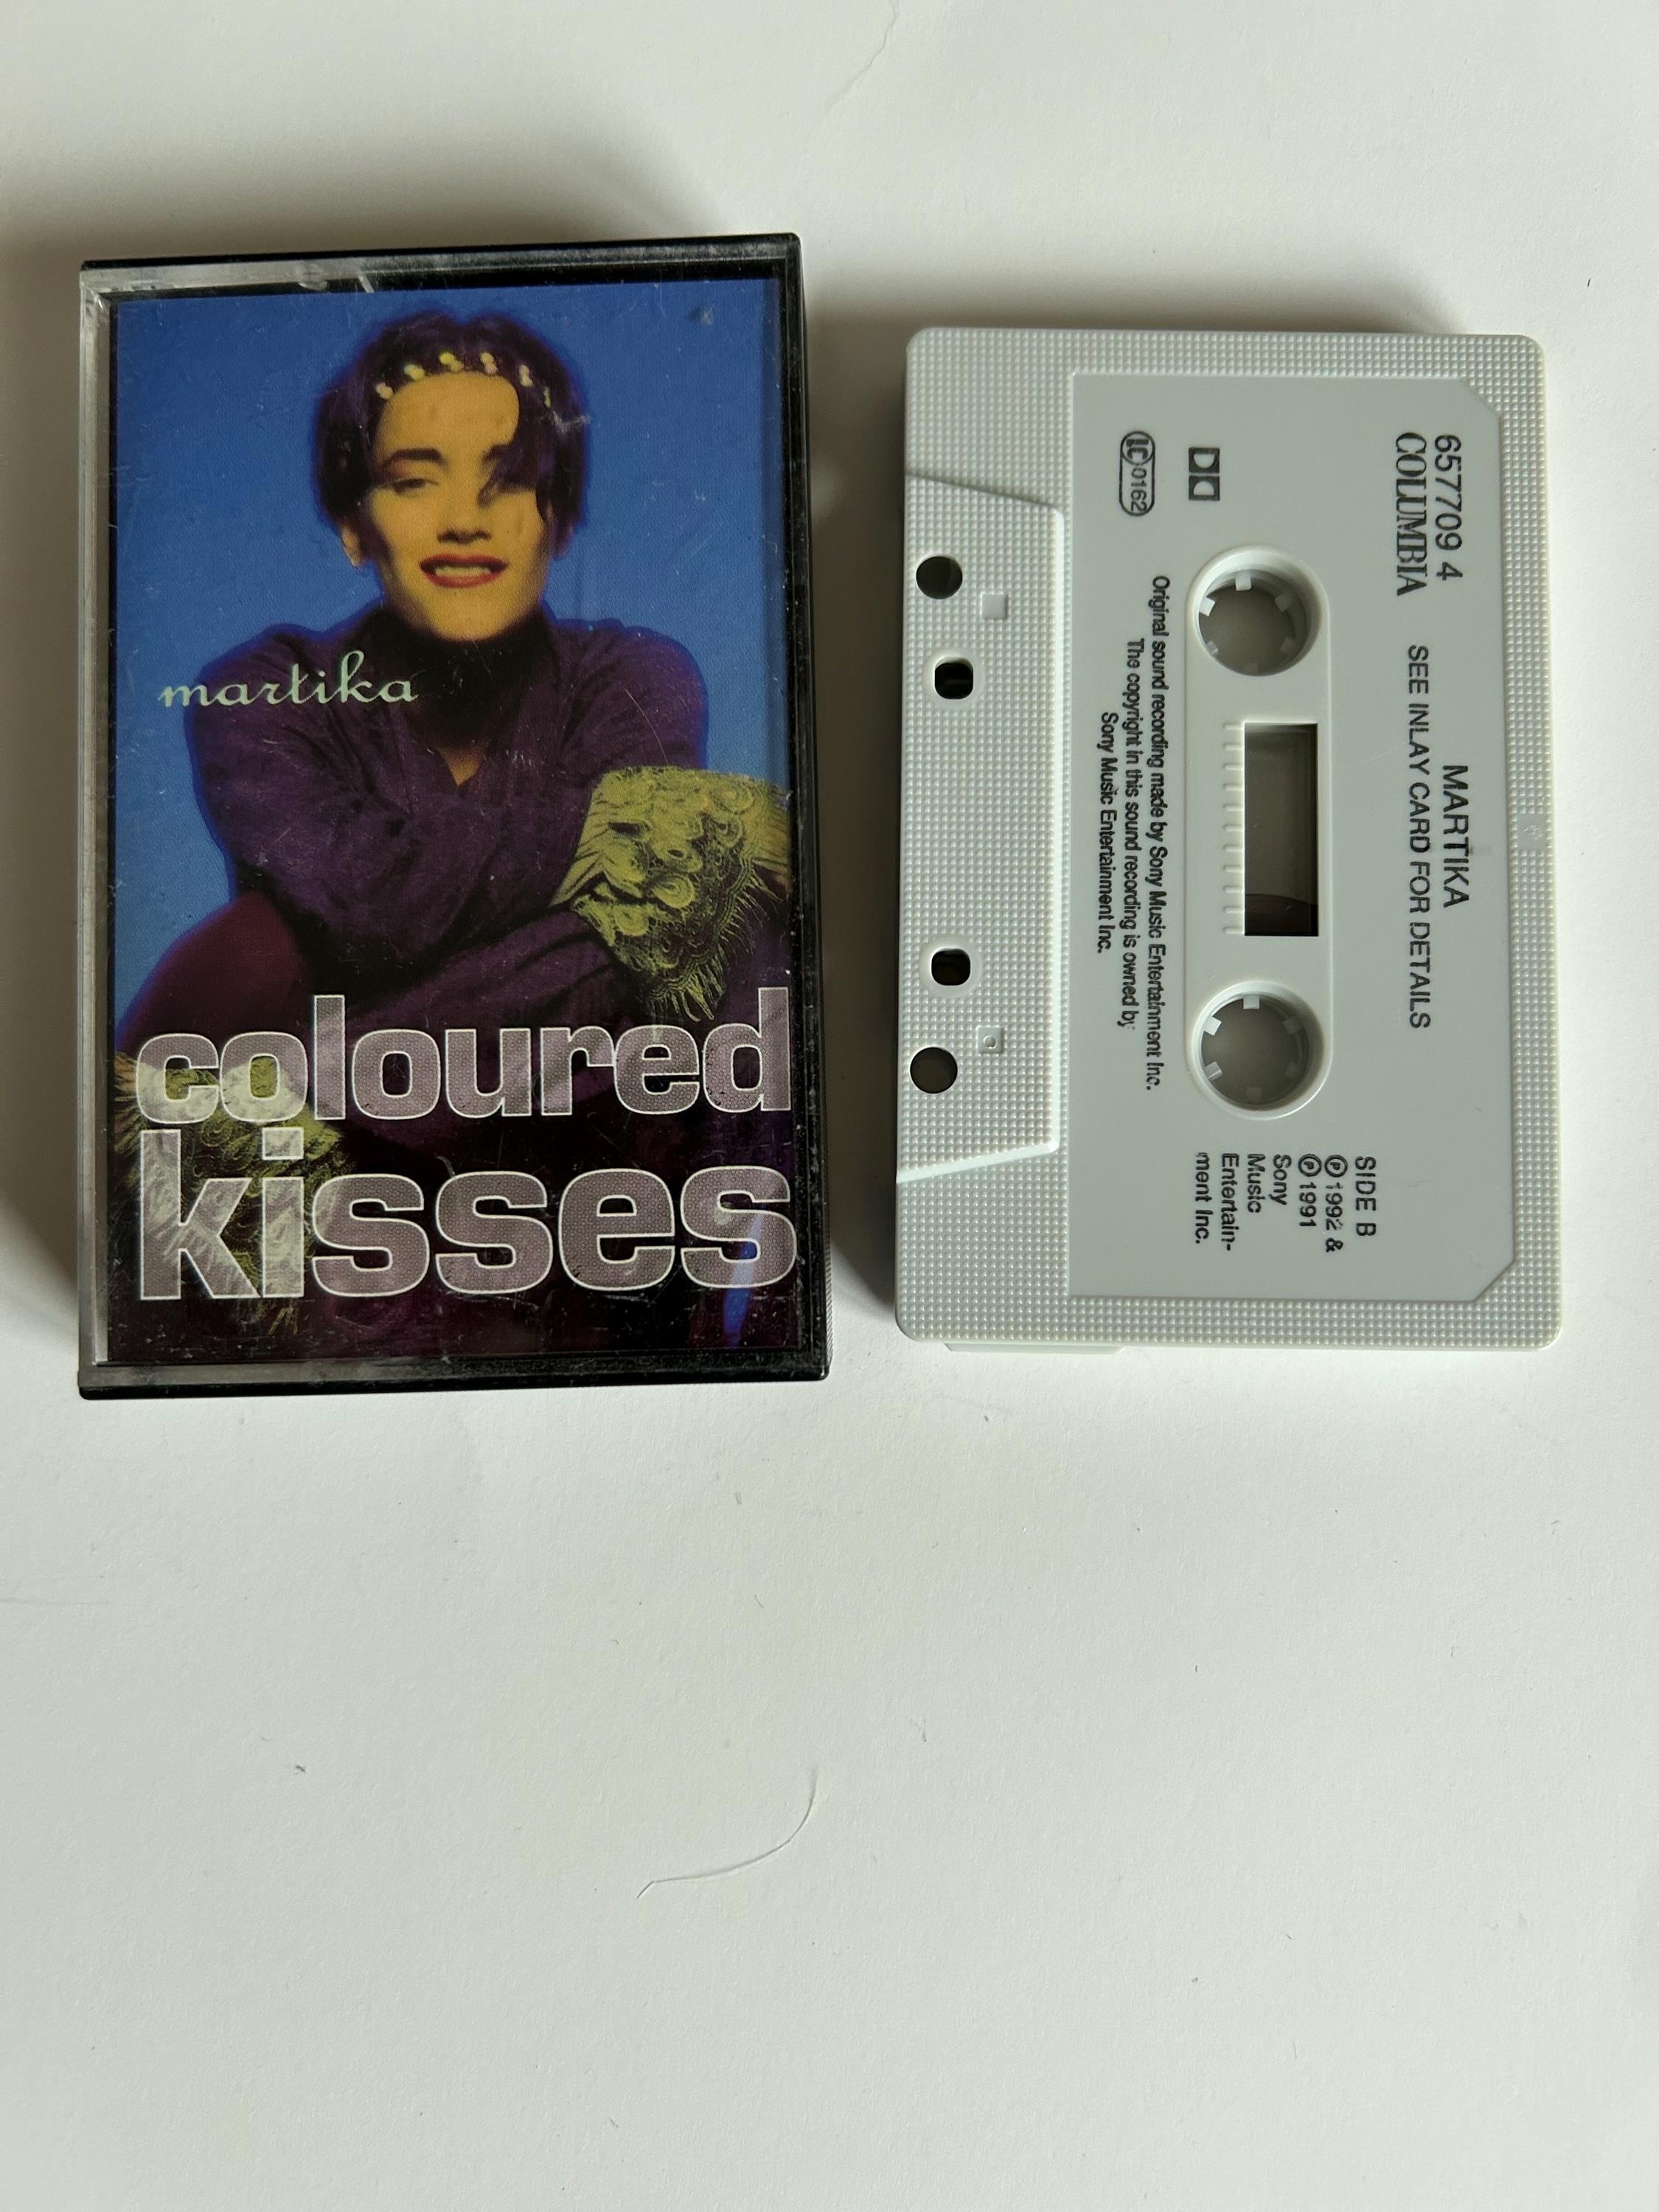 martika
coloured
kisses
657709 4
COLUMBIA
MARTIKA
SEE INLAY CARD FOR DETAILS
SIDE B
℗ 1992 &
℗ 1991
Sony
Music
Entertain-
ment Inc.
LC 0162
Original sound recording made by Sony Music Entertainment Inc.
The copyright in this sound recording is owned by
Sony Music Entertainment Inc.